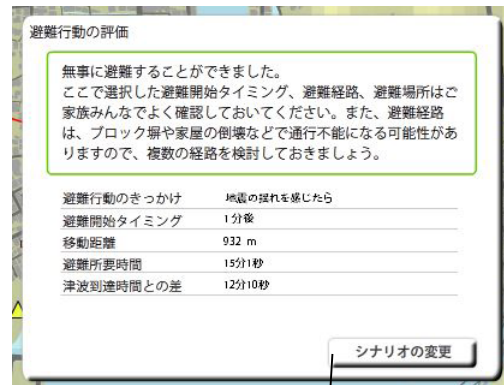 避難行動の評価
無事に避難することができました。
ここで選択した避難開始タイミング、避難経路、避難場所はご
家族みんなでよく確認しておいてください。また、避難経路
は、ブロック塀や家屋の倒壊などで通行不能になる可能性があ
りますので、複数の経路を検討しておきましょう。
避難行動のきっかけ 地震の揺れを感じたら
避難開始タイミング 1分後
移動距離 932 m
避難所要時間 15分1秒
津波到達時間との差 12分10秒
シナリオの変更